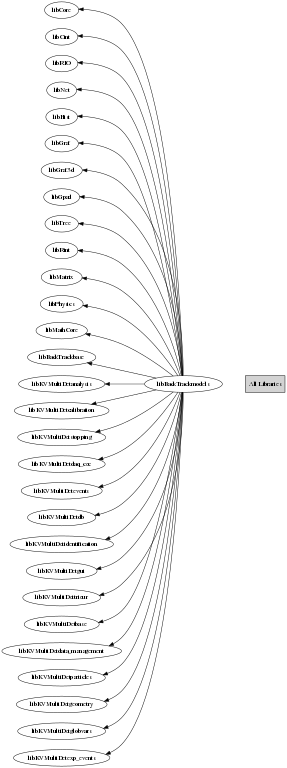 libCore
libCint
libRIO
libNet
libHist
libGraf
libGraf3d
libGpad
libTree
libRint
libMatrix
libPhysics
libMathCore
libBackTrackbase
libKVMultiDetanalysis
libBackTrackmodels
All Libraries
libKVMultiDetcalibration
libKVMultiDetstopping
libKVMultiDetdaq_cec
libKVMultiDetevents
libKVMultiDetdb
libKVMultiDetidentification
libKVMultiDetgui
libKVMultiDetbase
libKVMultiDetdata_management
libKVMultiDetparticles
libKVMultiDetgeometry
libKVMultiDetglobvars
libKVMultiDetexp_events